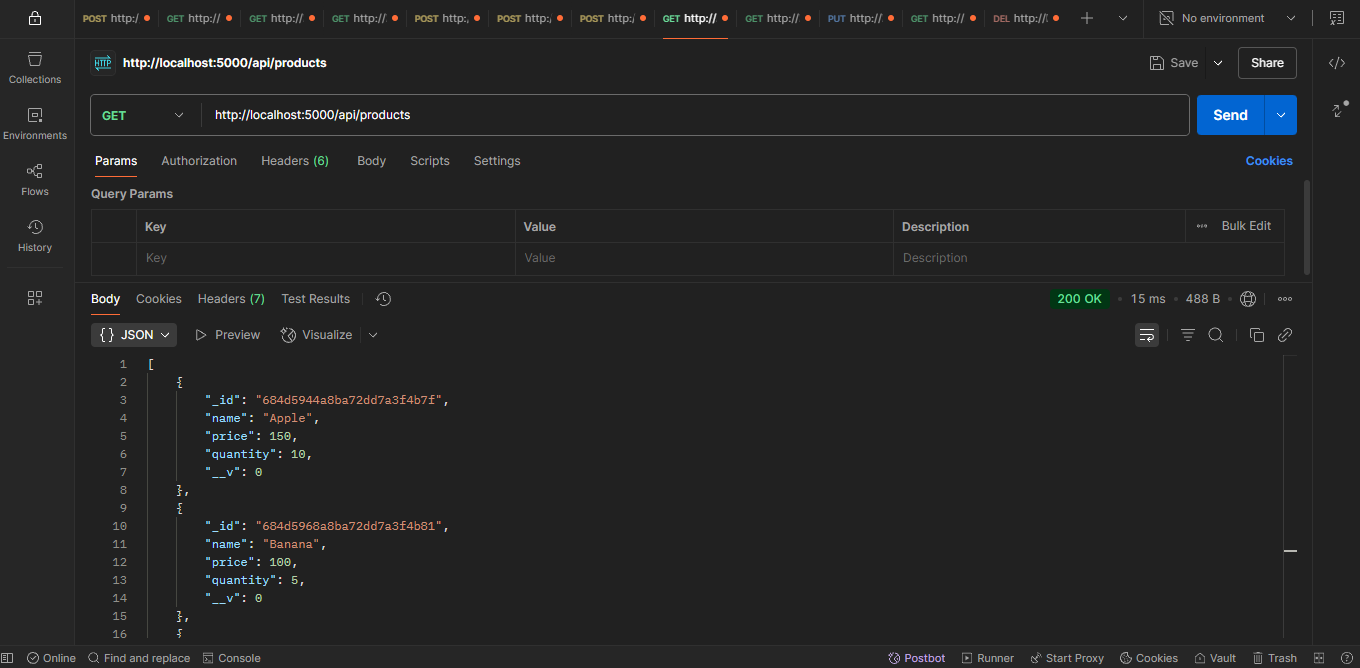 POST http:/ GET http:// GET http:// GET http:// POST http:, POST http:. POST http:/ GET http:// GET http:// PUT http:// GET http:// DEL http://
No environment
Collections
Environments
Flows
History
HTTP http://localhost:5000/api/products
Save Share
GET http://localhost:5000/api/products Send
Params Authorization Headers (6) Body Scripts Settings Cookies
Query Params
Key Value Description Bulk Edit
Key Value Description
Body Cookies Headers (7) Test Results 200 OK 15 ms 488 B
{} JSON Preview Visualize
1 [
2 {
3 "_id": "684d5944a8ba72dd7a3f4b7f",
4 "name": "Apple",
5 "price": 150,
6 "quantity": 10,
7 "__v": 0
8 },
9 {
10 "_id": "684d5968a8ba72dd7a3f4b81",
11 "name": "Banana",
12 "price": 100,
13 "quantity": 5,
14 "__v": 0
15 },
16 {
Online Find and replace Console Postbot Runner Start Proxy Cookies Vault Trash